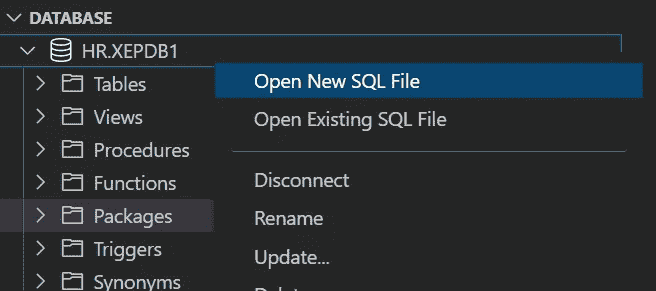 DATABASE
HR.XEPDB1
Tables
Open New SQL File
Views
Open Existing SQL File
Procedures
Functions
Disconnect
Packages
Rename
Triggers
Update...
Synonyms